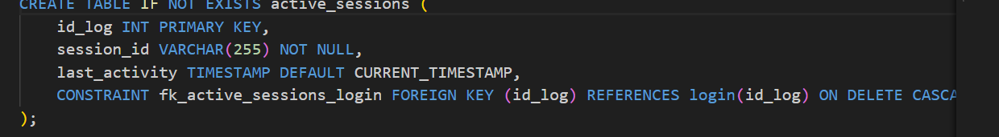 CREATE TABLE IF NOT EXISTS active_sessions (
id_log INT PRIMARY KEY,
session_id VARCHAR(255) NOT NULL,
last_activity TIMESTAMP DEFAULT CURRENT_TIMESTAMP,
CONSTRAINT fk_active_sessions_login FOREIGN KEY (id_log) REFERENCES login(id_log) ON DELETE CASCA
);